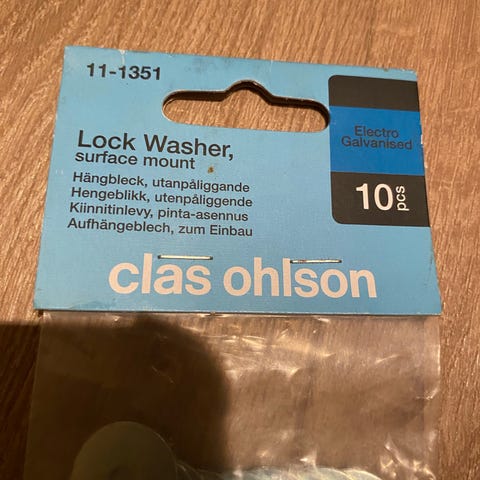 11-1351
Electro
Galvanised
10 pcs
Lock Washer,
surface mount
Hängbleck, utanpåliggande
Hengeblikk, utenpåliggende
Kiinnitinlevy, pinta-asennus
Aufhängeblech, zum Einbau
clas ohlson